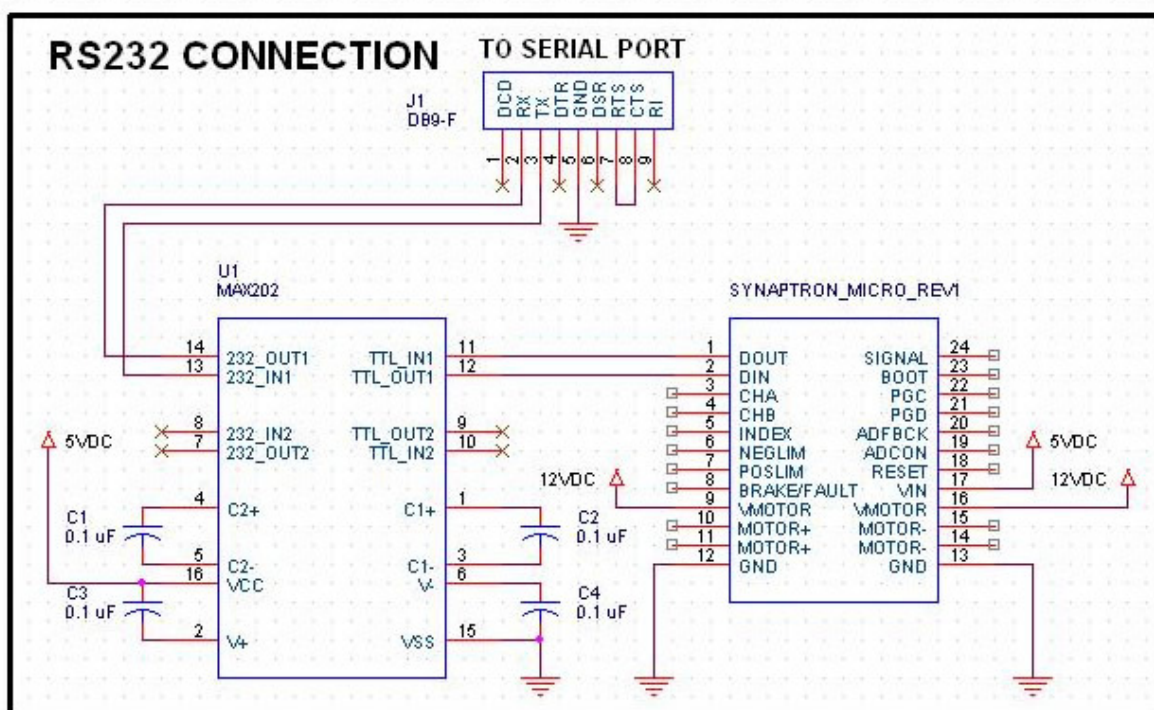 RS232 CONNECTION
TO SERIAL PORT
J1
DB9-F
DCD
RX
TX
DTR
GND
DSR
RTS
CTS
RI
1
2
3
4
5
6
7
8
9
U1
MAX202
14 232_OUT1 TTL_IN1 11
13 232_IN1 TTL_OUT1 12
8 232_IN2 TTL_OUT2 9
7 232_OUT2 TTL_IN2 10
5VDC
4 C2+ C1+ 1
C1
0.1 uF
C2
0.1 uF
5 C2- C1- 3
16 VCC V- 6
C3
0.1 uF
C4
0.1 uF
2 V+ VSS 15
SYNAPTRON_MICRO_REV1
1 DOUT SIGNAL 24
2 DIN BOOT 23
3 CHA PGC 22
4 CHB PGD 21
5 INDEX ADFBCK 20
6 NEGLIM ADCON 19
7 POSLIM RESET 18
8 BRAKE/FAULT VIN 17
9 VMOTOR VMOTOR 16
10 MOTOR+ MOTOR- 15
11 MOTOR+ MOTOR- 14
12 GND GND 13
12VDC
5VDC
12VDC